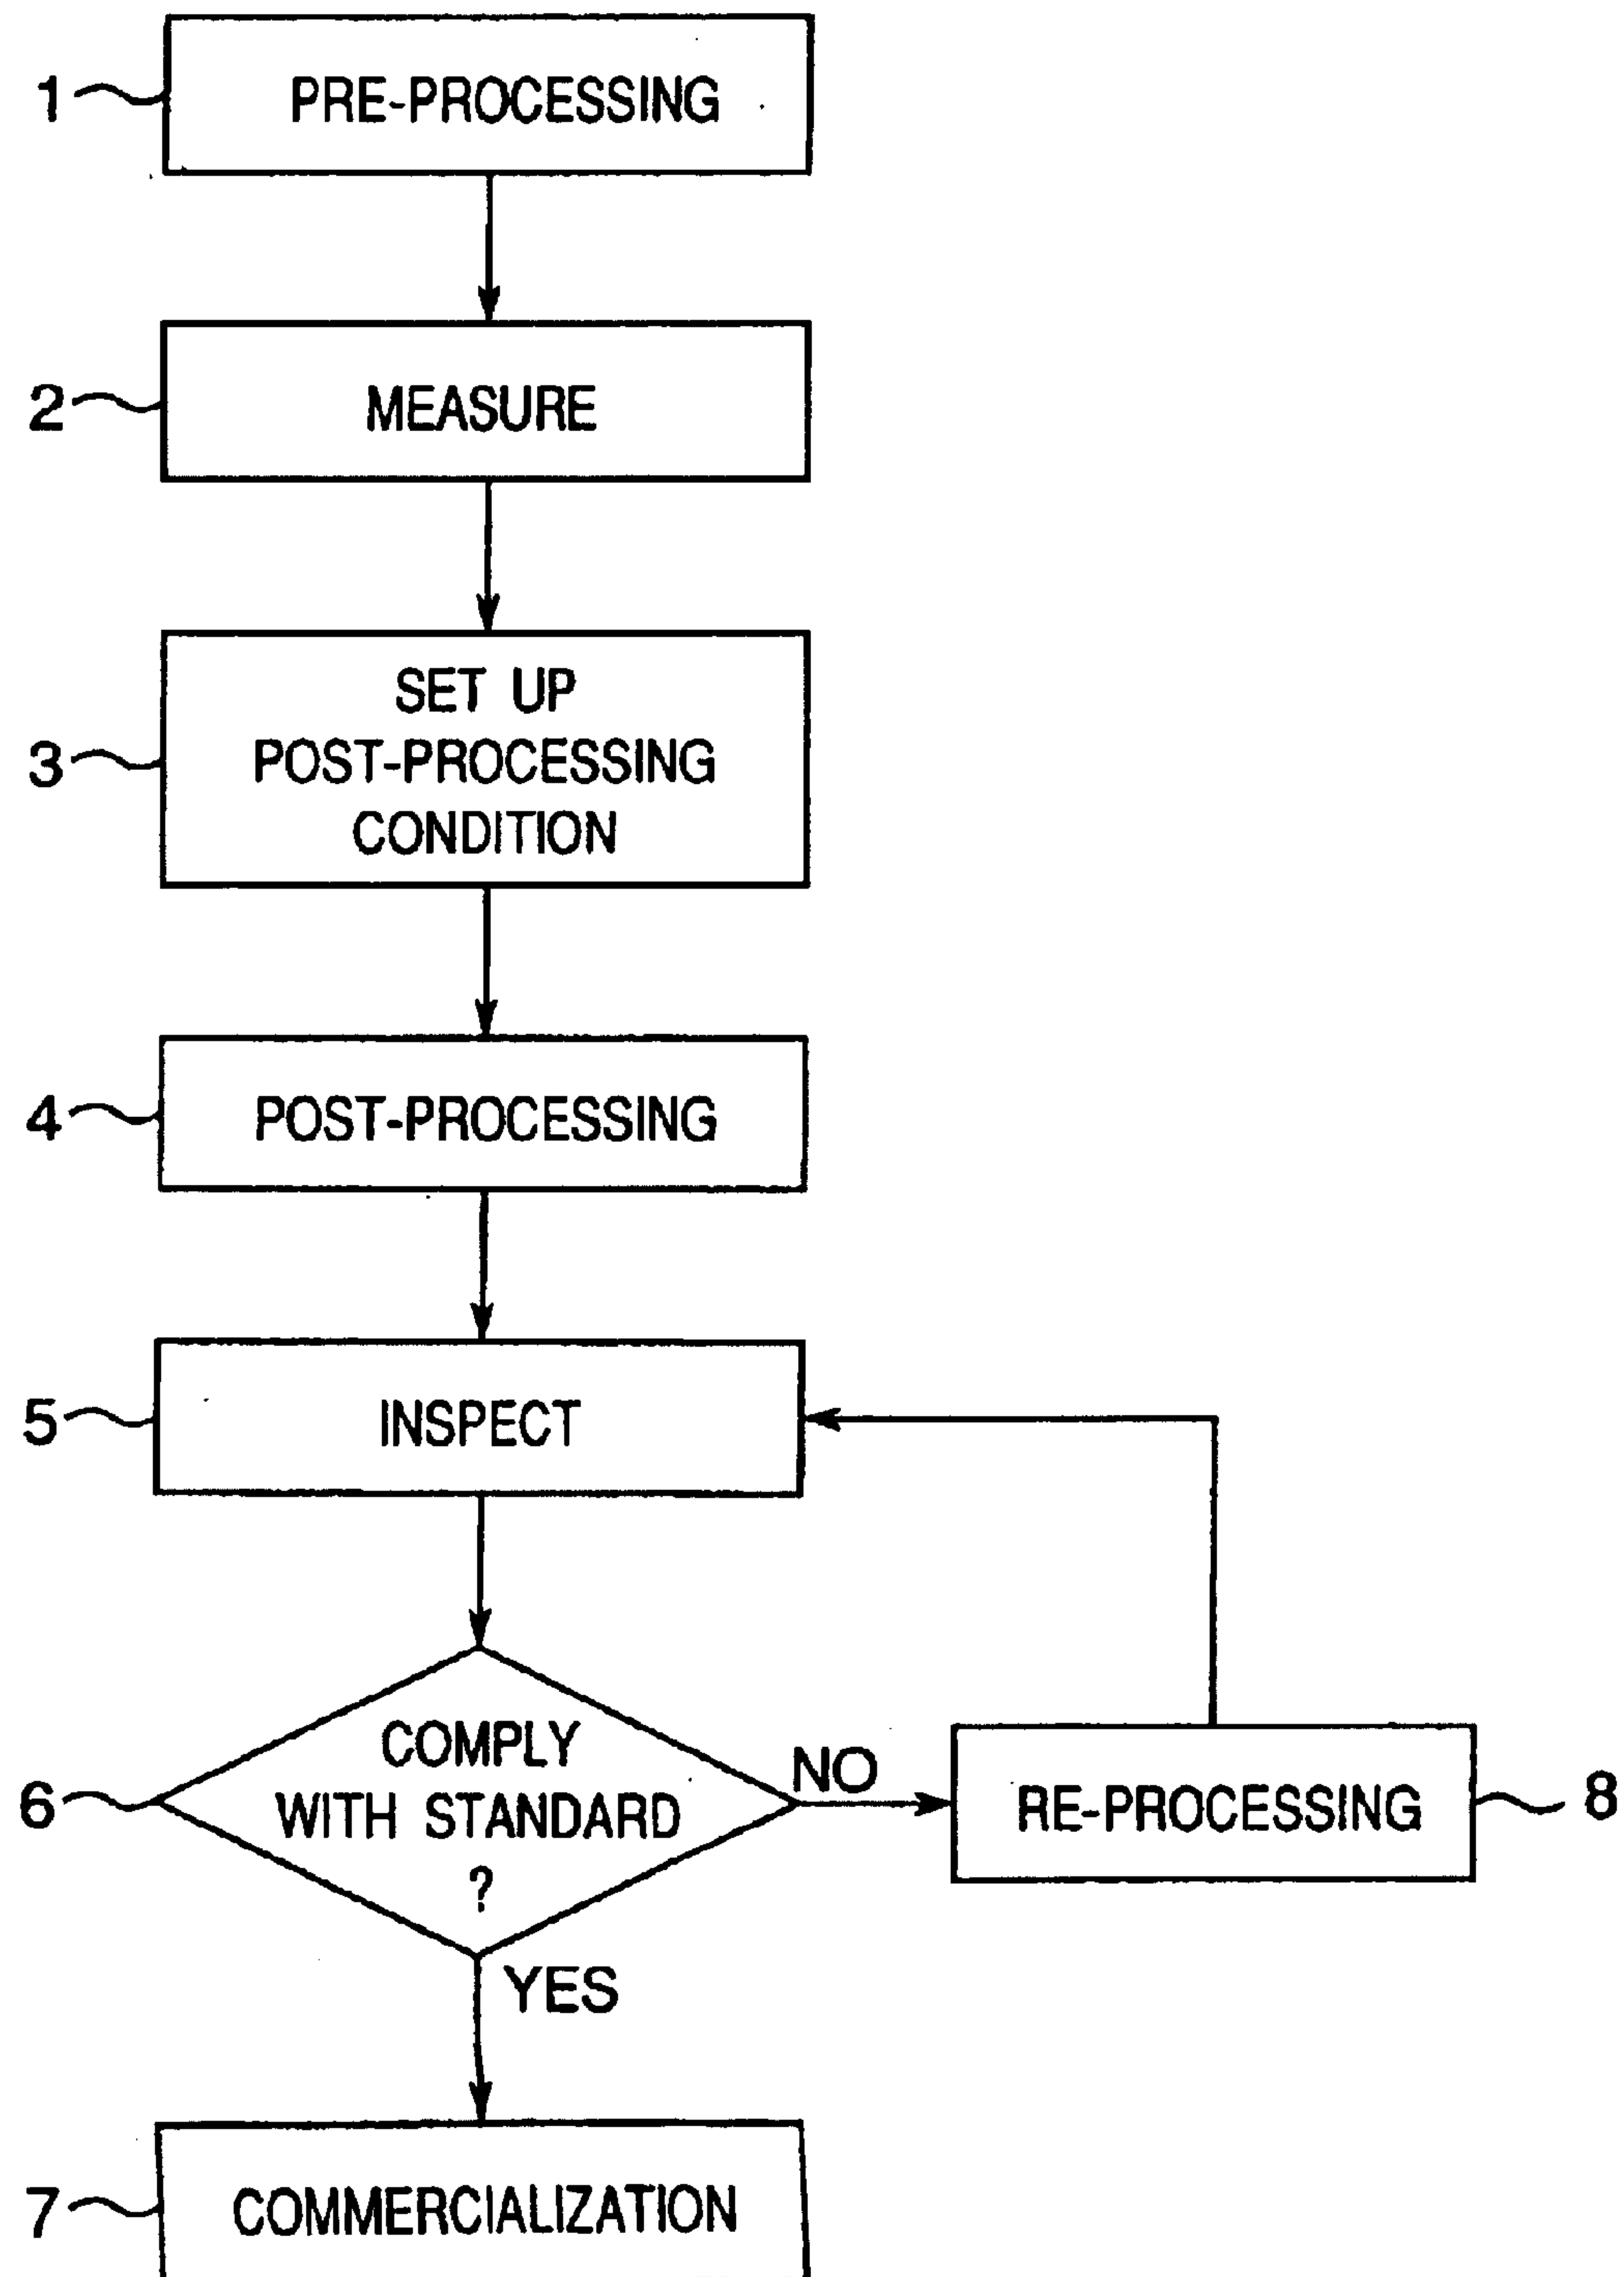 1
PRE-PROCESSING
2
MEASURE
3
SET UP
POST-PROCESSING
CONDITION
4
POST-PROCESSING
5
INSPECT
6
COMPLY
WITH STANDARD
?
NO
RE-PROCESSING
8
YES
7
COMMERCIALIZATION